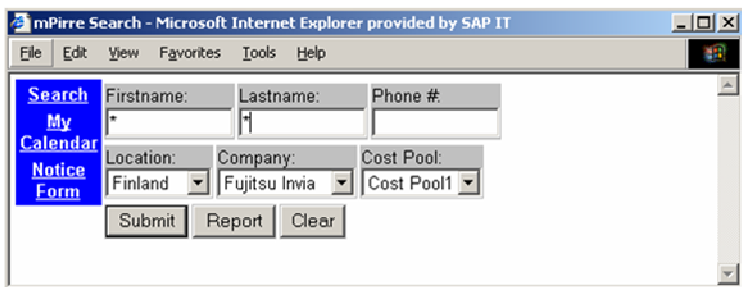 mPirre Search - Microsoft Internet Explorer provided by SAP IT
File Edit View Favorites Tools Help
Search
My
Calendar
Notice
Form
Firstname: Lastname: Phone #:
* *
Location: Company: Cost Pool:
Finland Fujitsu Invia Cost Pool1
Submit Report Clear